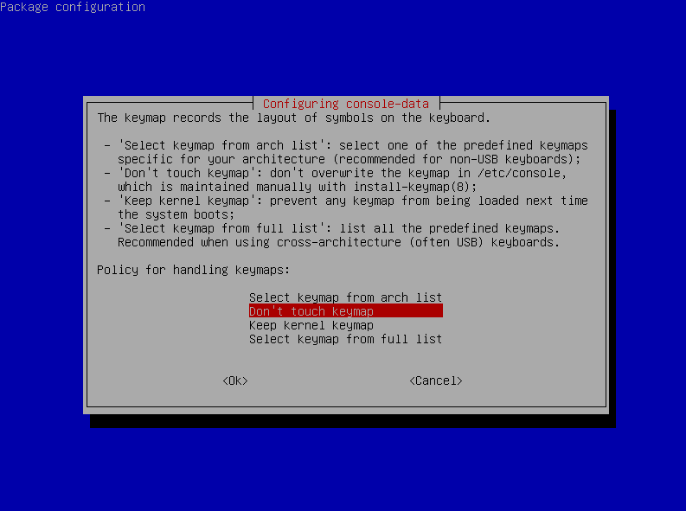 Package configuration
Configuring console-data
The keymap records the layout of symbols on the keyboard.
- 'Select keymap from arch list': select one of the predefined keymaps
specific for your architecture (recommended for non-USB keyboards);
- 'Don't touch keymap': don't overwrite the keymap in /etc/console,
which is maintained manually with install-keymap(8);
- 'Keep kernel keymap': prevent any keymap from being loaded next time
the system boots;
- 'Select keymap from full list': list all the predefined keymaps.
Recommended when using cross-architecture (often USB) keyboards.
Policy for handling keymaps:
Select keymap from arch list
Don't touch keymap
Keep kernel keymap
Select keymap from full list
<Ok> <Cancel>